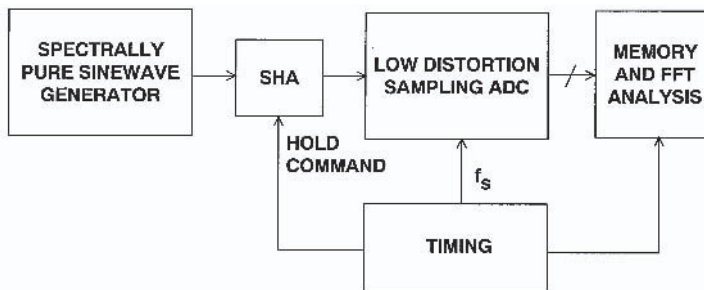 SPECTRALLY
PURE SINEWAVE
GENERATOR
SHA
LOW DISTORTION
SAMPLING ADC
MEMORY
AND FFT
ANALYSIS
HOLD
COMMAND
fs
TIMING